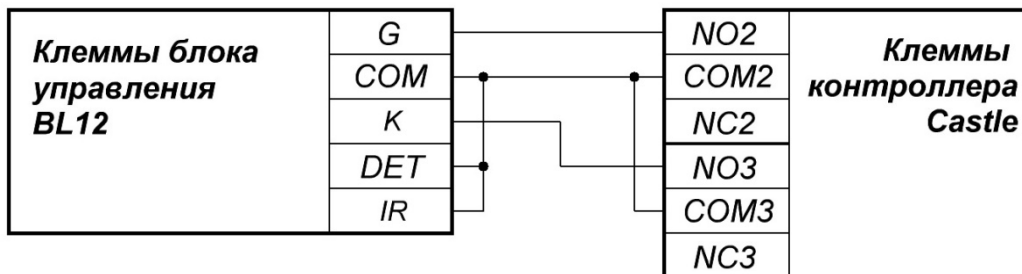 Клеммы блока
управления
BL12
G
COM
K
DET
IR
NO2
COM2
NC2
NO3
COM3
NC3
Клеммы
контроллера
Castle